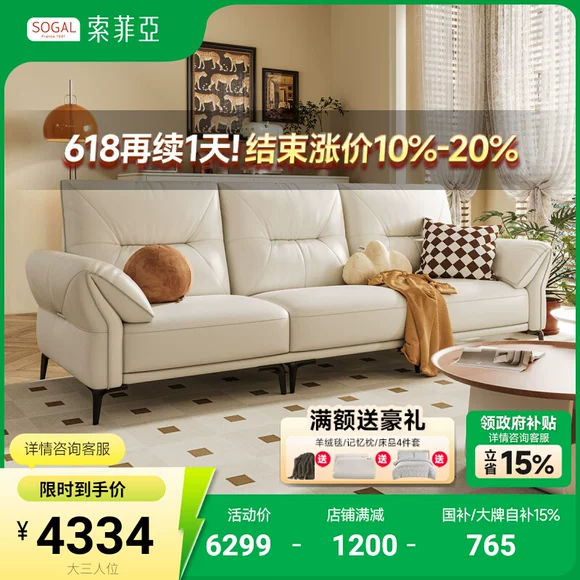 SOGAL
France 1981
索菲亞
618再续1天!结束涨价10%-20%
满额送豪礼
羊绒毯/记忆枕/床品4件套
送 送 送
领政府补贴
详情咨询客服
立省15%
详情咨询客服
限时到手价
¥4334
大三人位
活动价
6299 -
店铺满减
1200 -
国补/大牌自补15%
765